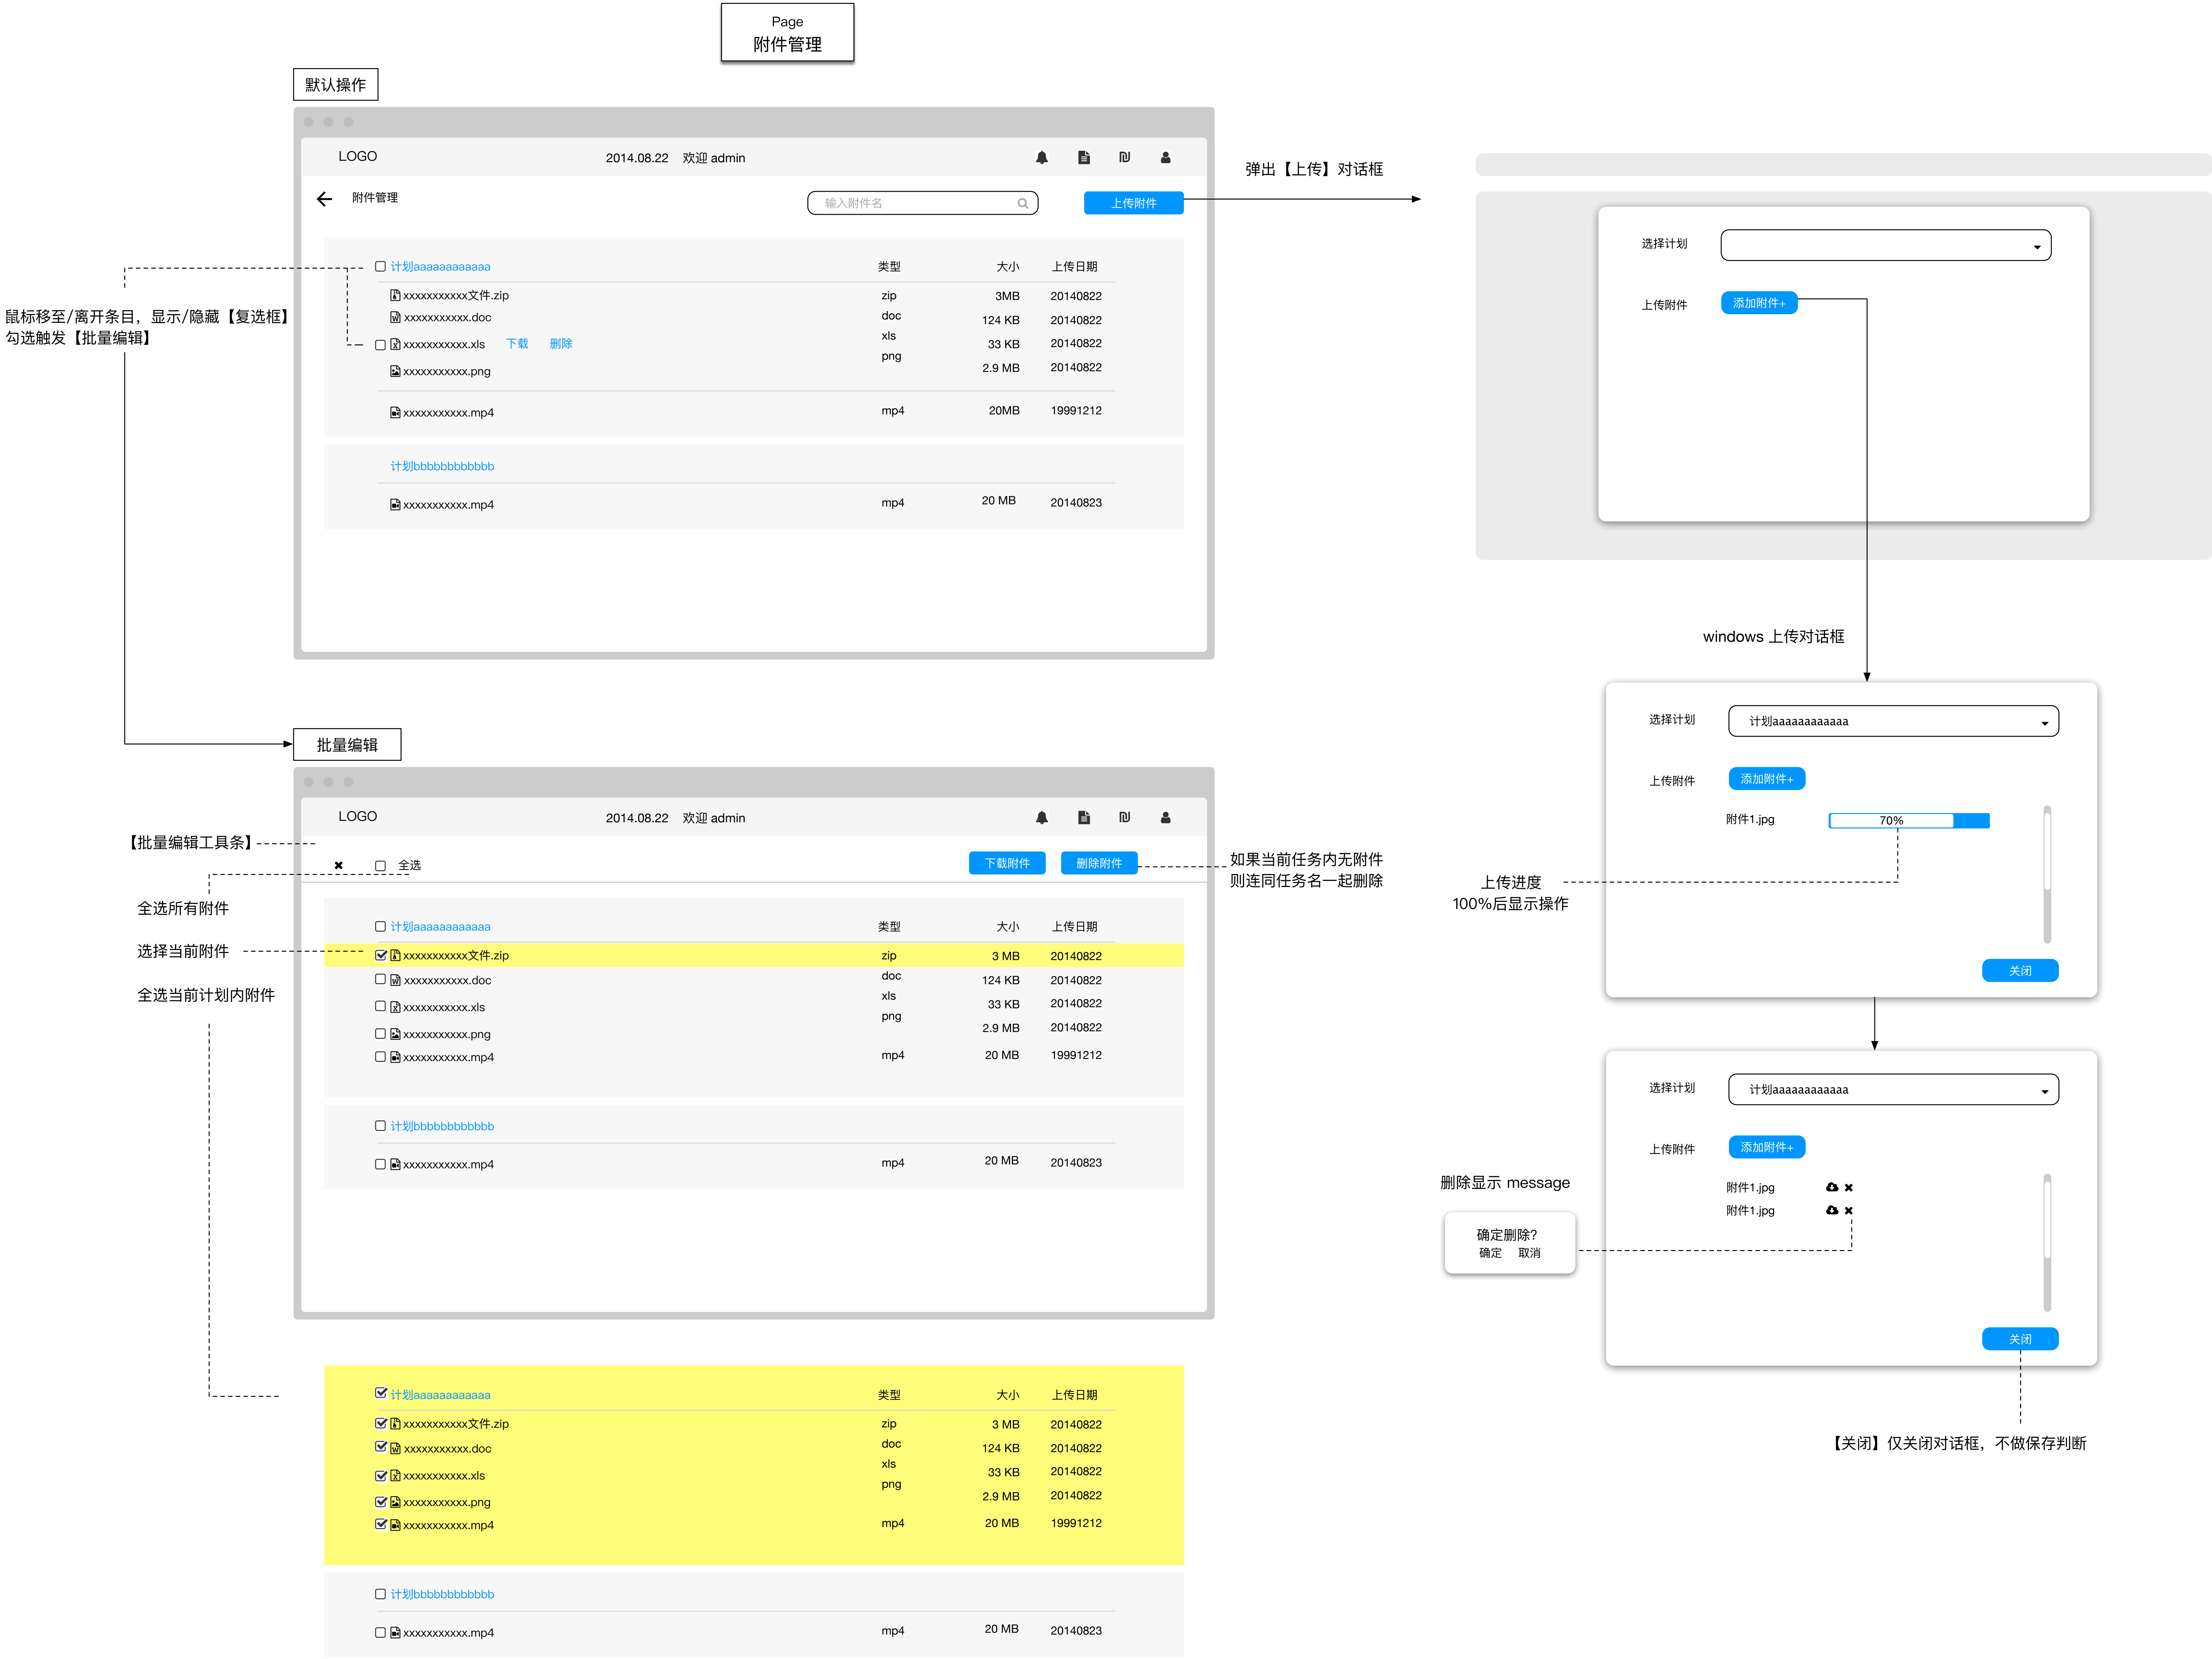 Page
附件管理
默认操作
LOGO
2014.08.22 欢迎 admin
附件管理
输入附件名
上传附件
弹出【上传】对话框
计划aaaaaaaaaaaa 类型 大小 上传日期
xxxxxxxxxxx文件.zip zip 3MB 20140822
xxxxxxxxxxx.doc doc 124 KB 20140822
xxxxxxxxxxx.xls 下载 删除 xls 33 KB 20140822
xxxxxxxxxxx.png png 2.9 MB 20140822
xxxxxxxxxxx.mp4 mp4 20MB 19991212
计划bbbbbbbbbbbb
xxxxxxxxxxx.mp4 mp4 20 MB 20140823
鼠标移至/离开条目，显示/隐藏【复选框】
勾选触发【批量编辑】
选择计划
上传附件 添加附件+
windows 上传对话框
选择计划 计划aaaaaaaaaaaa
上传附件 添加附件+
附件1.jpg 70%
上传进度
100%后显示操作
关闭
选择计划 计划aaaaaaaaaaaa
上传附件 添加附件+
附件1.jpg
附件1.jpg
删除显示 message
确定删除?
确定 取消
关闭
【关闭】仅关闭对话框，不做保存判断
批量编辑
LOGO
2014.08.22 欢迎 admin
【批量编辑工具条】
全选
下载附件
删除附件
如果当前任务内无附件
则连同任务名一起删除
全选所有附件
选择当前附件
全选当前计划内附件
计划aaaaaaaaaaaa 类型 大小 上传日期
xxxxxxxxxxx文件.zip zip 3 MB 20140822
xxxxxxxxxxx.doc doc 124 KB 20140822
xxxxxxxxxxx.xls xls 33 KB 20140822
xxxxxxxxxxx.png png 2.9 MB 20140822
xxxxxxxxxxx.mp4 mp4 20 MB 19991212
计划bbbbbbbbbbbb
xxxxxxxxxxx.mp4 mp4 20 MB 20140823
计划aaaaaaaaaaaa 类型 大小 上传日期
xxxxxxxxxxx文件.zip zip 3 MB 20140822
xxxxxxxxxxx.doc doc 124 KB 20140822
xxxxxxxxxxx.xls xls 33 KB 20140822
xxxxxxxxxxx.png png 2.9 MB 20140822
xxxxxxxxxxx.mp4 mp4 20 MB 19991212
计划bbbbbbbbbbbb
xxxxxxxxxxx.mp4 mp4 20 MB 20140823